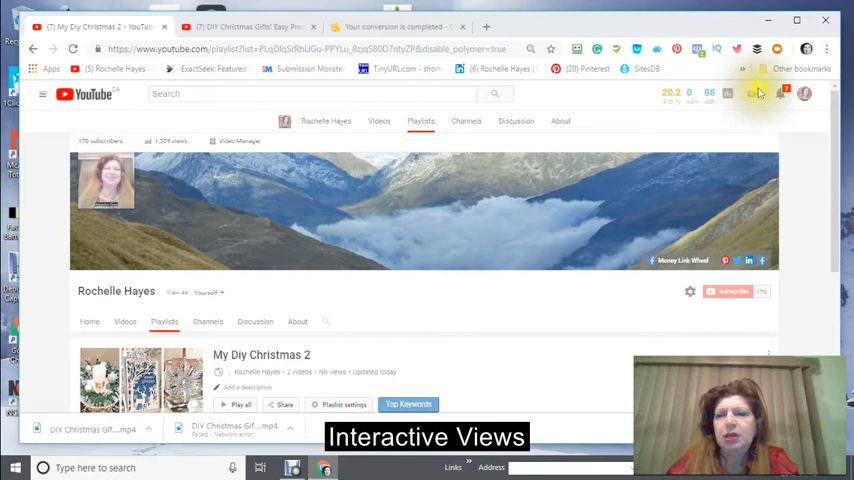 (7) My DIY Christmas 2 - YouTub
(7) DIY Christmas Gifts! Easy Pres
Your conversion is completed -
https://www.youtube.com/playlist?list=PLqDlqSrRhUGu-PPYLu_8zjqS80D7ntyZP&disable_polymer=true
Apps
(5) Rochelle Hayes -
ExactSeek: Featured
Submission Monster
TinyURL.com - short
(6) Rochelle Hayes |
(20) Pinterest
SitesDB
»
Other bookmarks
YouTube CA
Search
20.2 0 88
7
Rochelle Hayes
Videos
Playlists
Channels
Discussion
About
170 subscribers
1,559 views
Video Manager
Money Link Wheel
Rochelle Hayes
View as: Yourself
Subscribe 170
Home
Videos
Playlists
Channels
Discussion
About
My Diy Christmas 2
Rochelle Hayes • 2 videos • No views • Updated today
Add a description
Play all
Share
Playlist settings
Top Keywords
DIY Christmas Gif....mp4
DIY Christmas Gif....mp4
Failed - Network error
Interactive Views
Type here to search
Links
»
Address